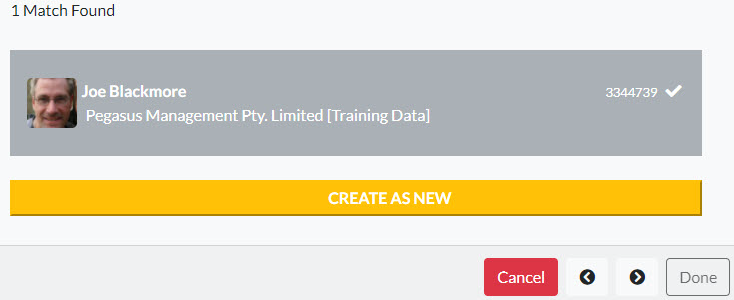 1 Match Found
Joe Blackmore 3344739
Pegasus Management Pty. Limited [Training Data]
CREATE AS NEW
Cancel Done